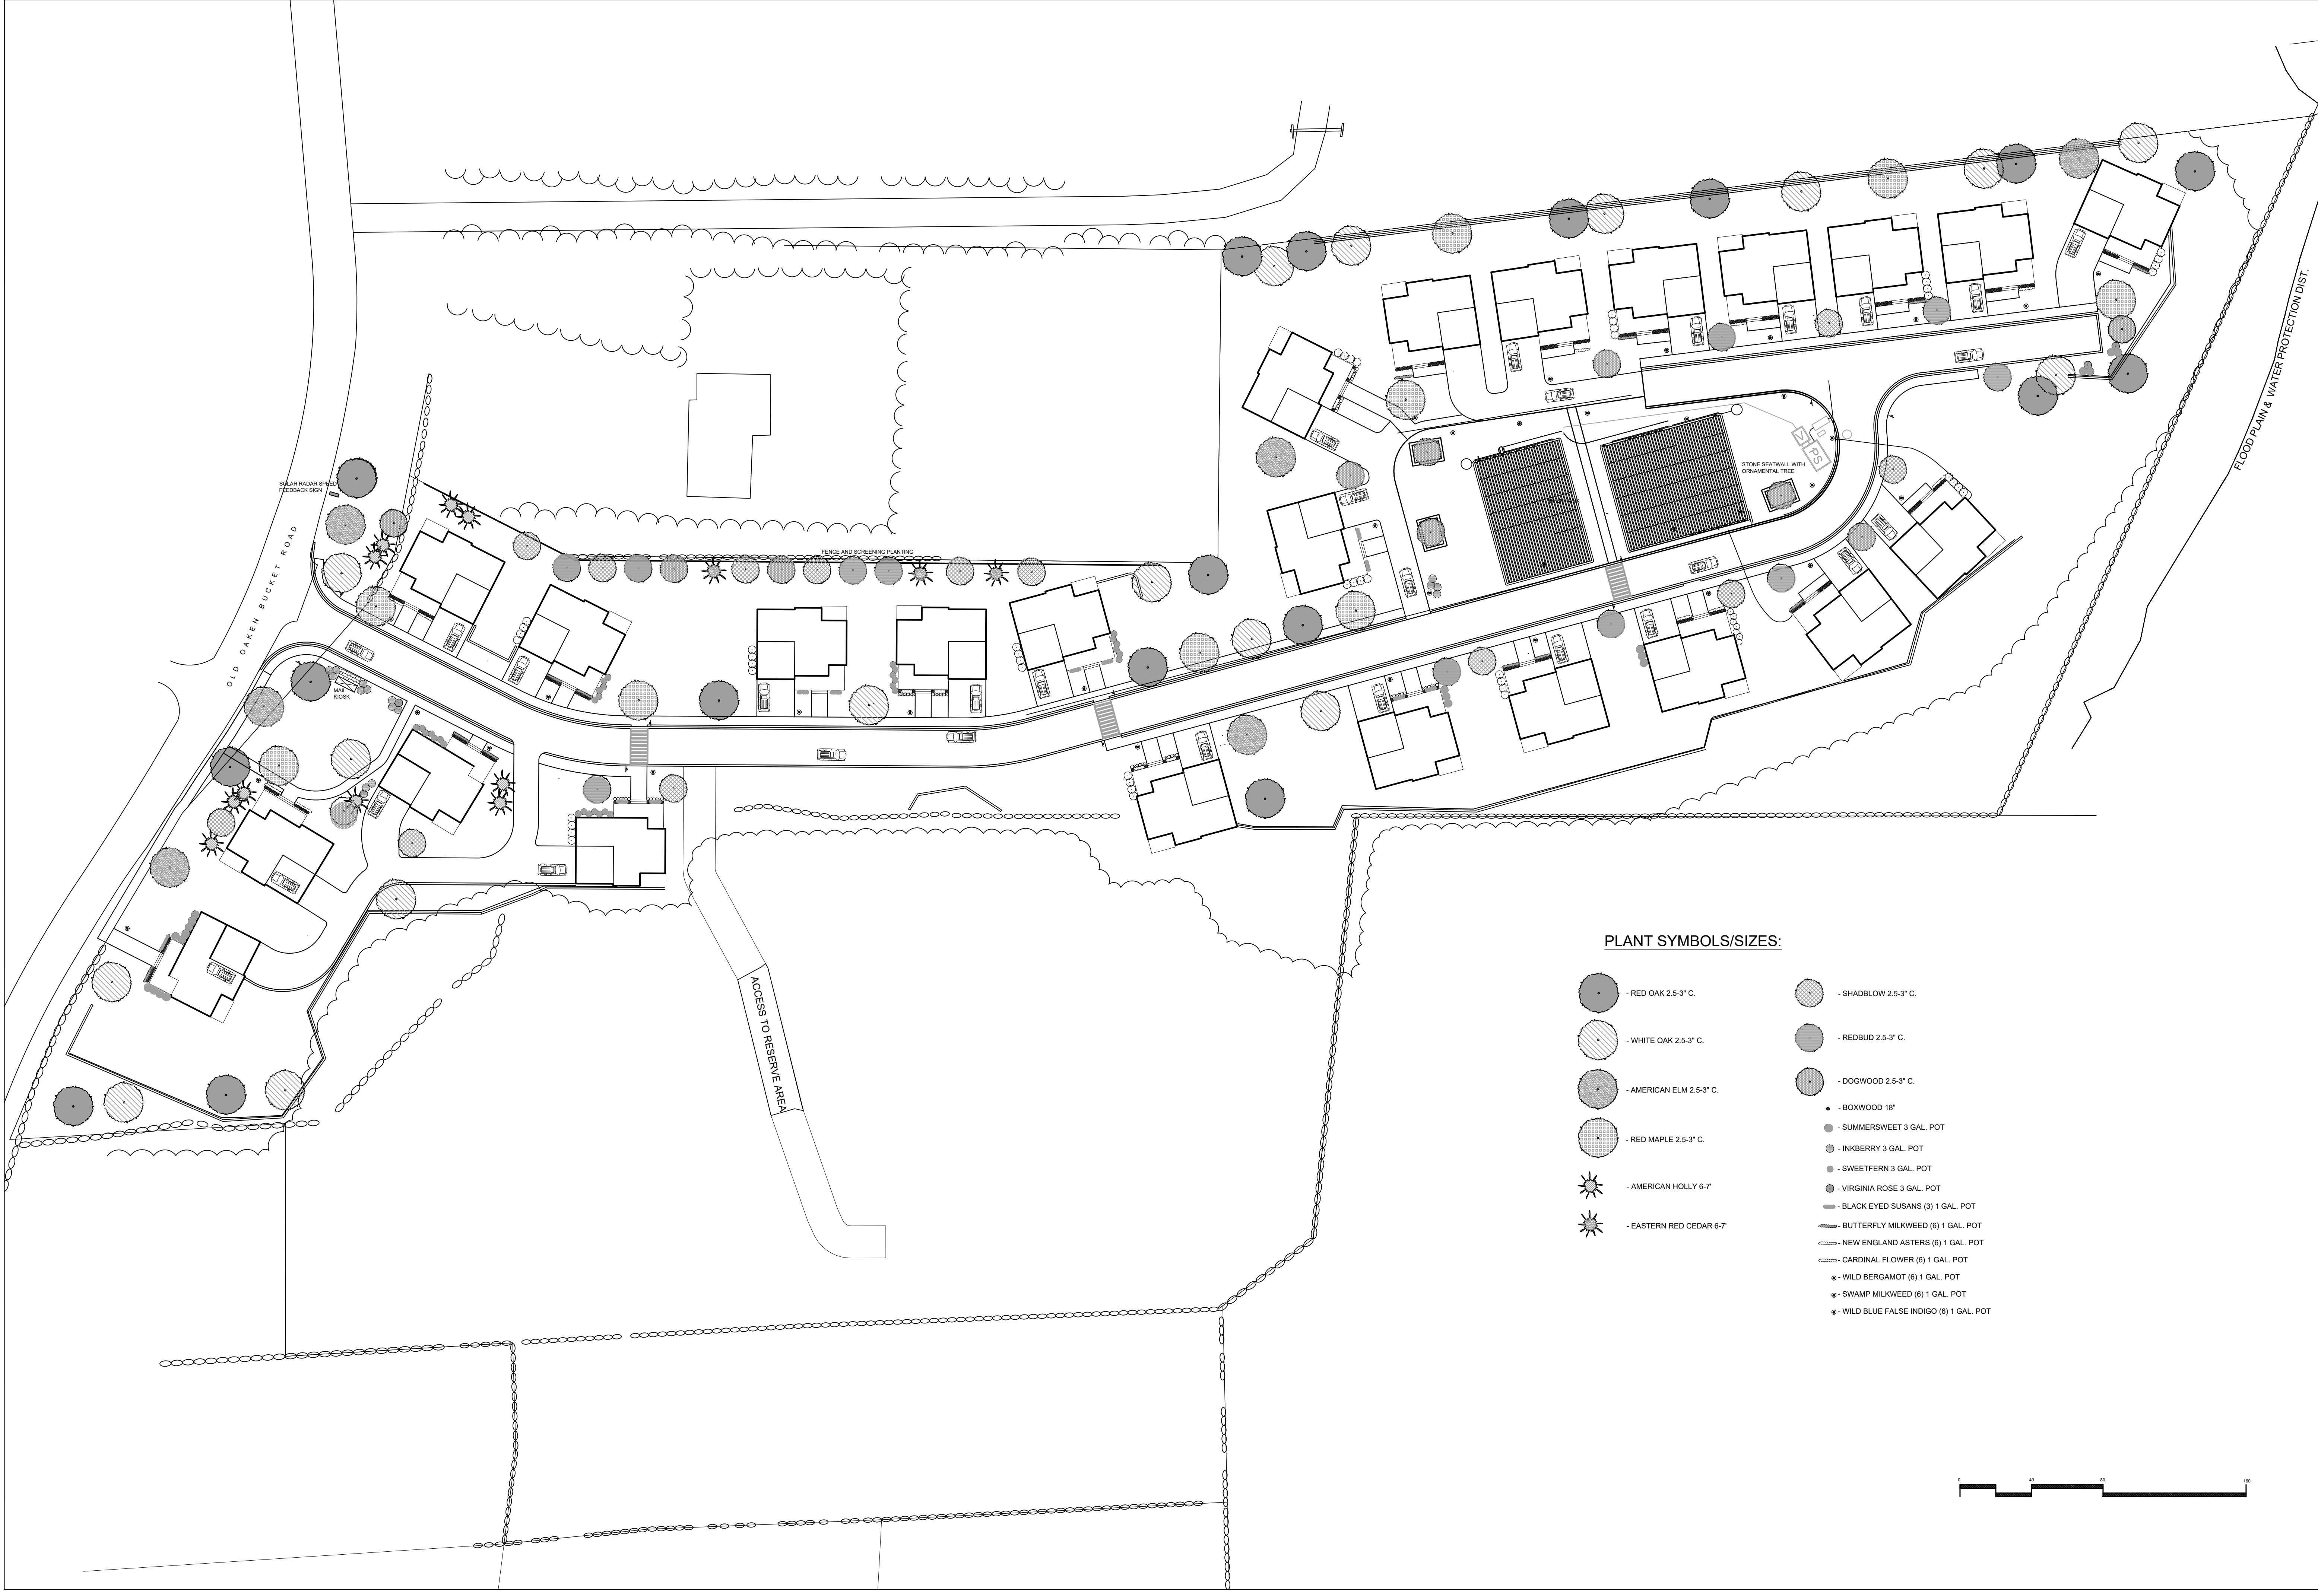 FLOOD PLAIN & WATER PROTECTION DIST.
STONE SEATWALL WITH
ORNAMENTAL TREE
PS
SOLAR RADAR SPEED
FEEDBACK SIGN
OLD OAKEN BUCKET ROAD
FENCE AND SCREENING PLANTING
MAIL
KIOSK
ACCESS TO RESERVE AREA
PLANT SYMBOLS/SIZES:
- RED OAK 2.5-3" C.
- WHITE OAK 2.5-3" C.
- AMERICAN ELM 2.5-3" C.
- RED MAPLE 2.5-3" C.
- AMERICAN HOLLY 6-7'
- EASTERN RED CEDAR 6-7'
- SHADBLOW 2.5-3" C.
- REDBUD 2.5-3" C.
- DOGWOOD 2.5-3" C.
- BOXWOOD 18"
- SUMMERSWEET 3 GAL. POT
- INKBERRY 3 GAL. POT
- SWEETFERN 3 GAL. POT
- VIRGINIA ROSE 3 GAL. POT
- BLACK EYED SUSANS (3) 1 GAL. POT
- BUTTERFLY MILKWEED (6) 1 GAL. POT
- NEW ENGLAND ASTERS (6) 1 GAL. POT
- CARDINAL FLOWER (6) 1 GAL. POT
- WILD BERGAMOT (6) 1 GAL. POT
- SWAMP MILKWEED (6) 1 GAL. POT
- WILD BLUE FALSE INDIGO (6) 1 GAL. POT
0 40 80 160